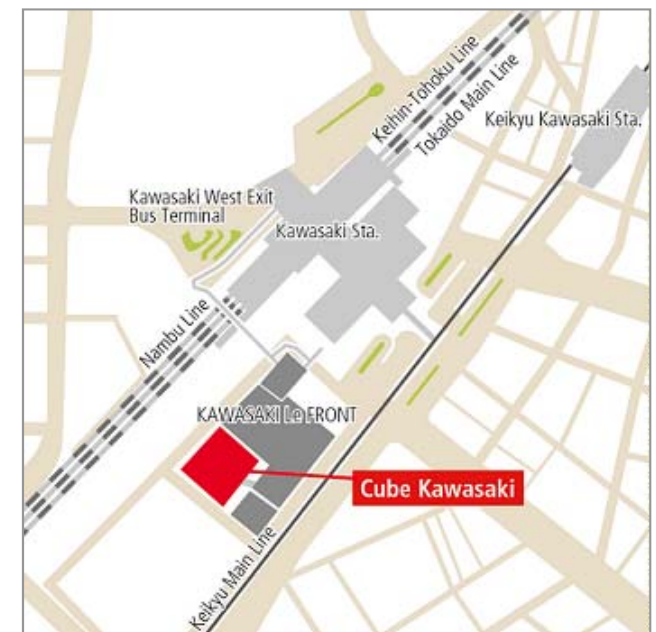 Keihin-Tohoku Line
Tokaido Main Line
Keikyu Kawasaki Sta.
Kawasaki West Exit
Bus Terminal
Kawasaki Sta.
Nambu Line
KAWASAKI Le FRONT
Cube Kawasaki
Keikyu Main Line